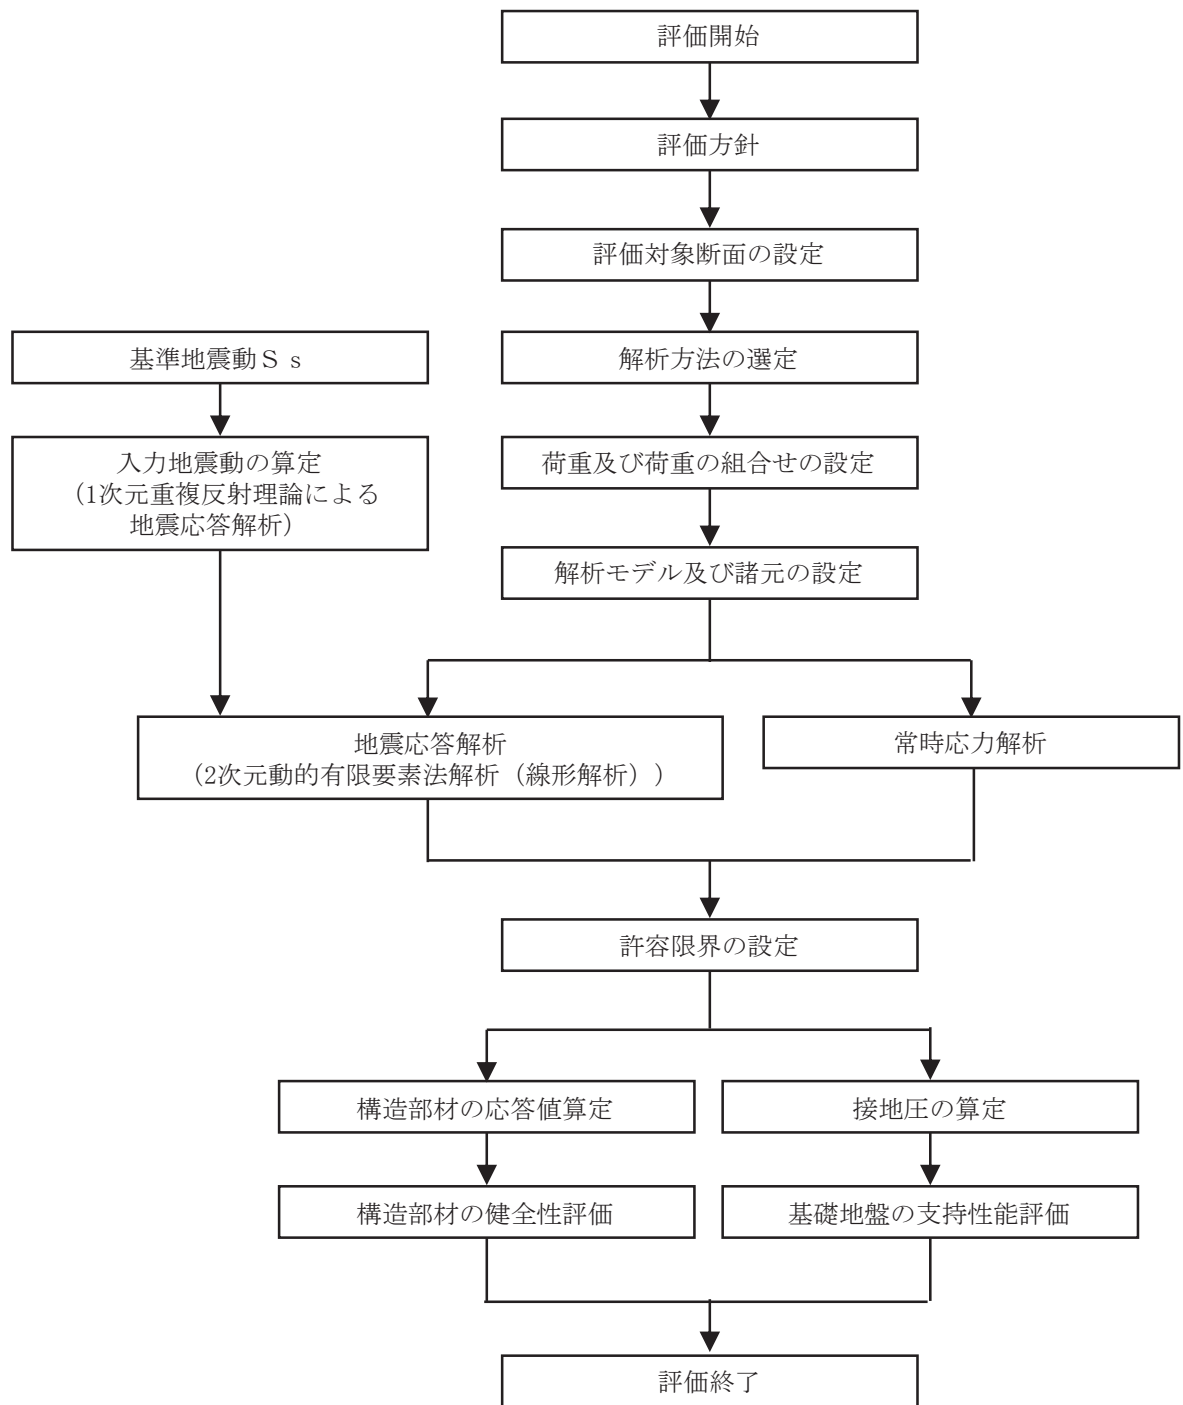 評価開始
評価方針
評価対象断面の設定
基準地震動Ｓｓ
解析方法の選定
入力地震動の算定
（1次元重複反射理論による
地震応答解析）
荷重及び荷重の組合せの設定
解析モデル及び諸元の設定
地震応答解析
（2次元動的有限要素法解析（線形解析））
常時応力解析
許容限界の設定
構造部材の応答値算定
接地圧の算定
構造部材の健全性評価
基礎地盤の支持性能評価
評価終了